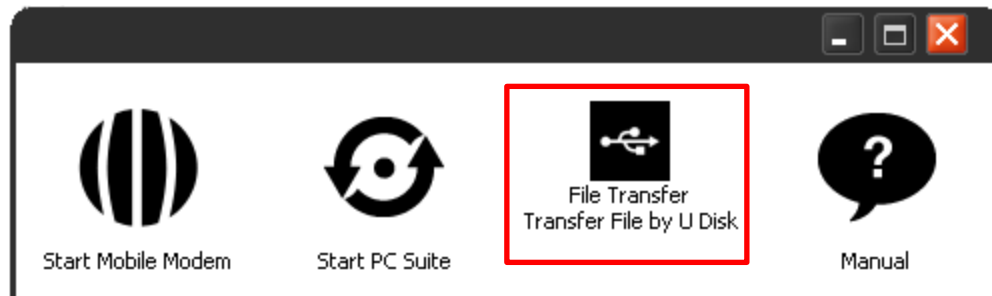 ?
File Transfer
Transfer File by U Disk
Start Mobile Modem
Start PC Suite
Manual